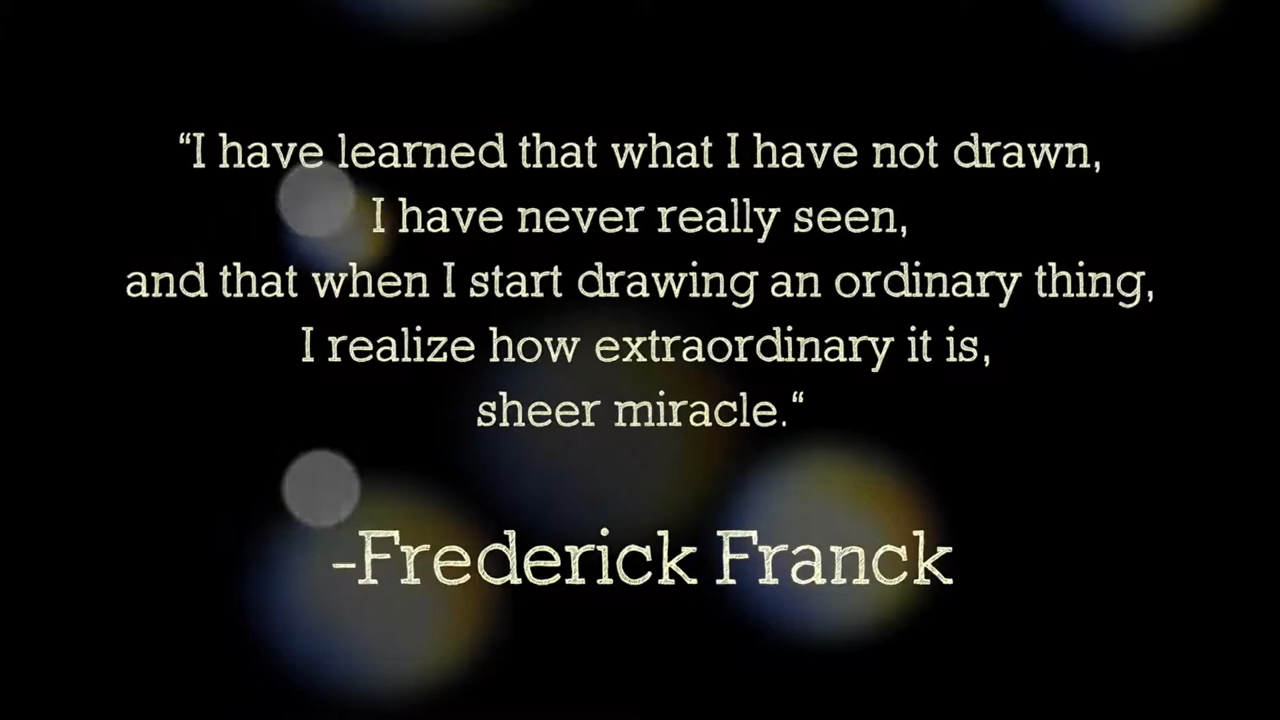 “I have learned that what I have not drawn,
I have never really seen,
and that when I start drawing an ordinary thing,
I realize how extraordinary it is,
sheer miracle.“
-Frederick Franck